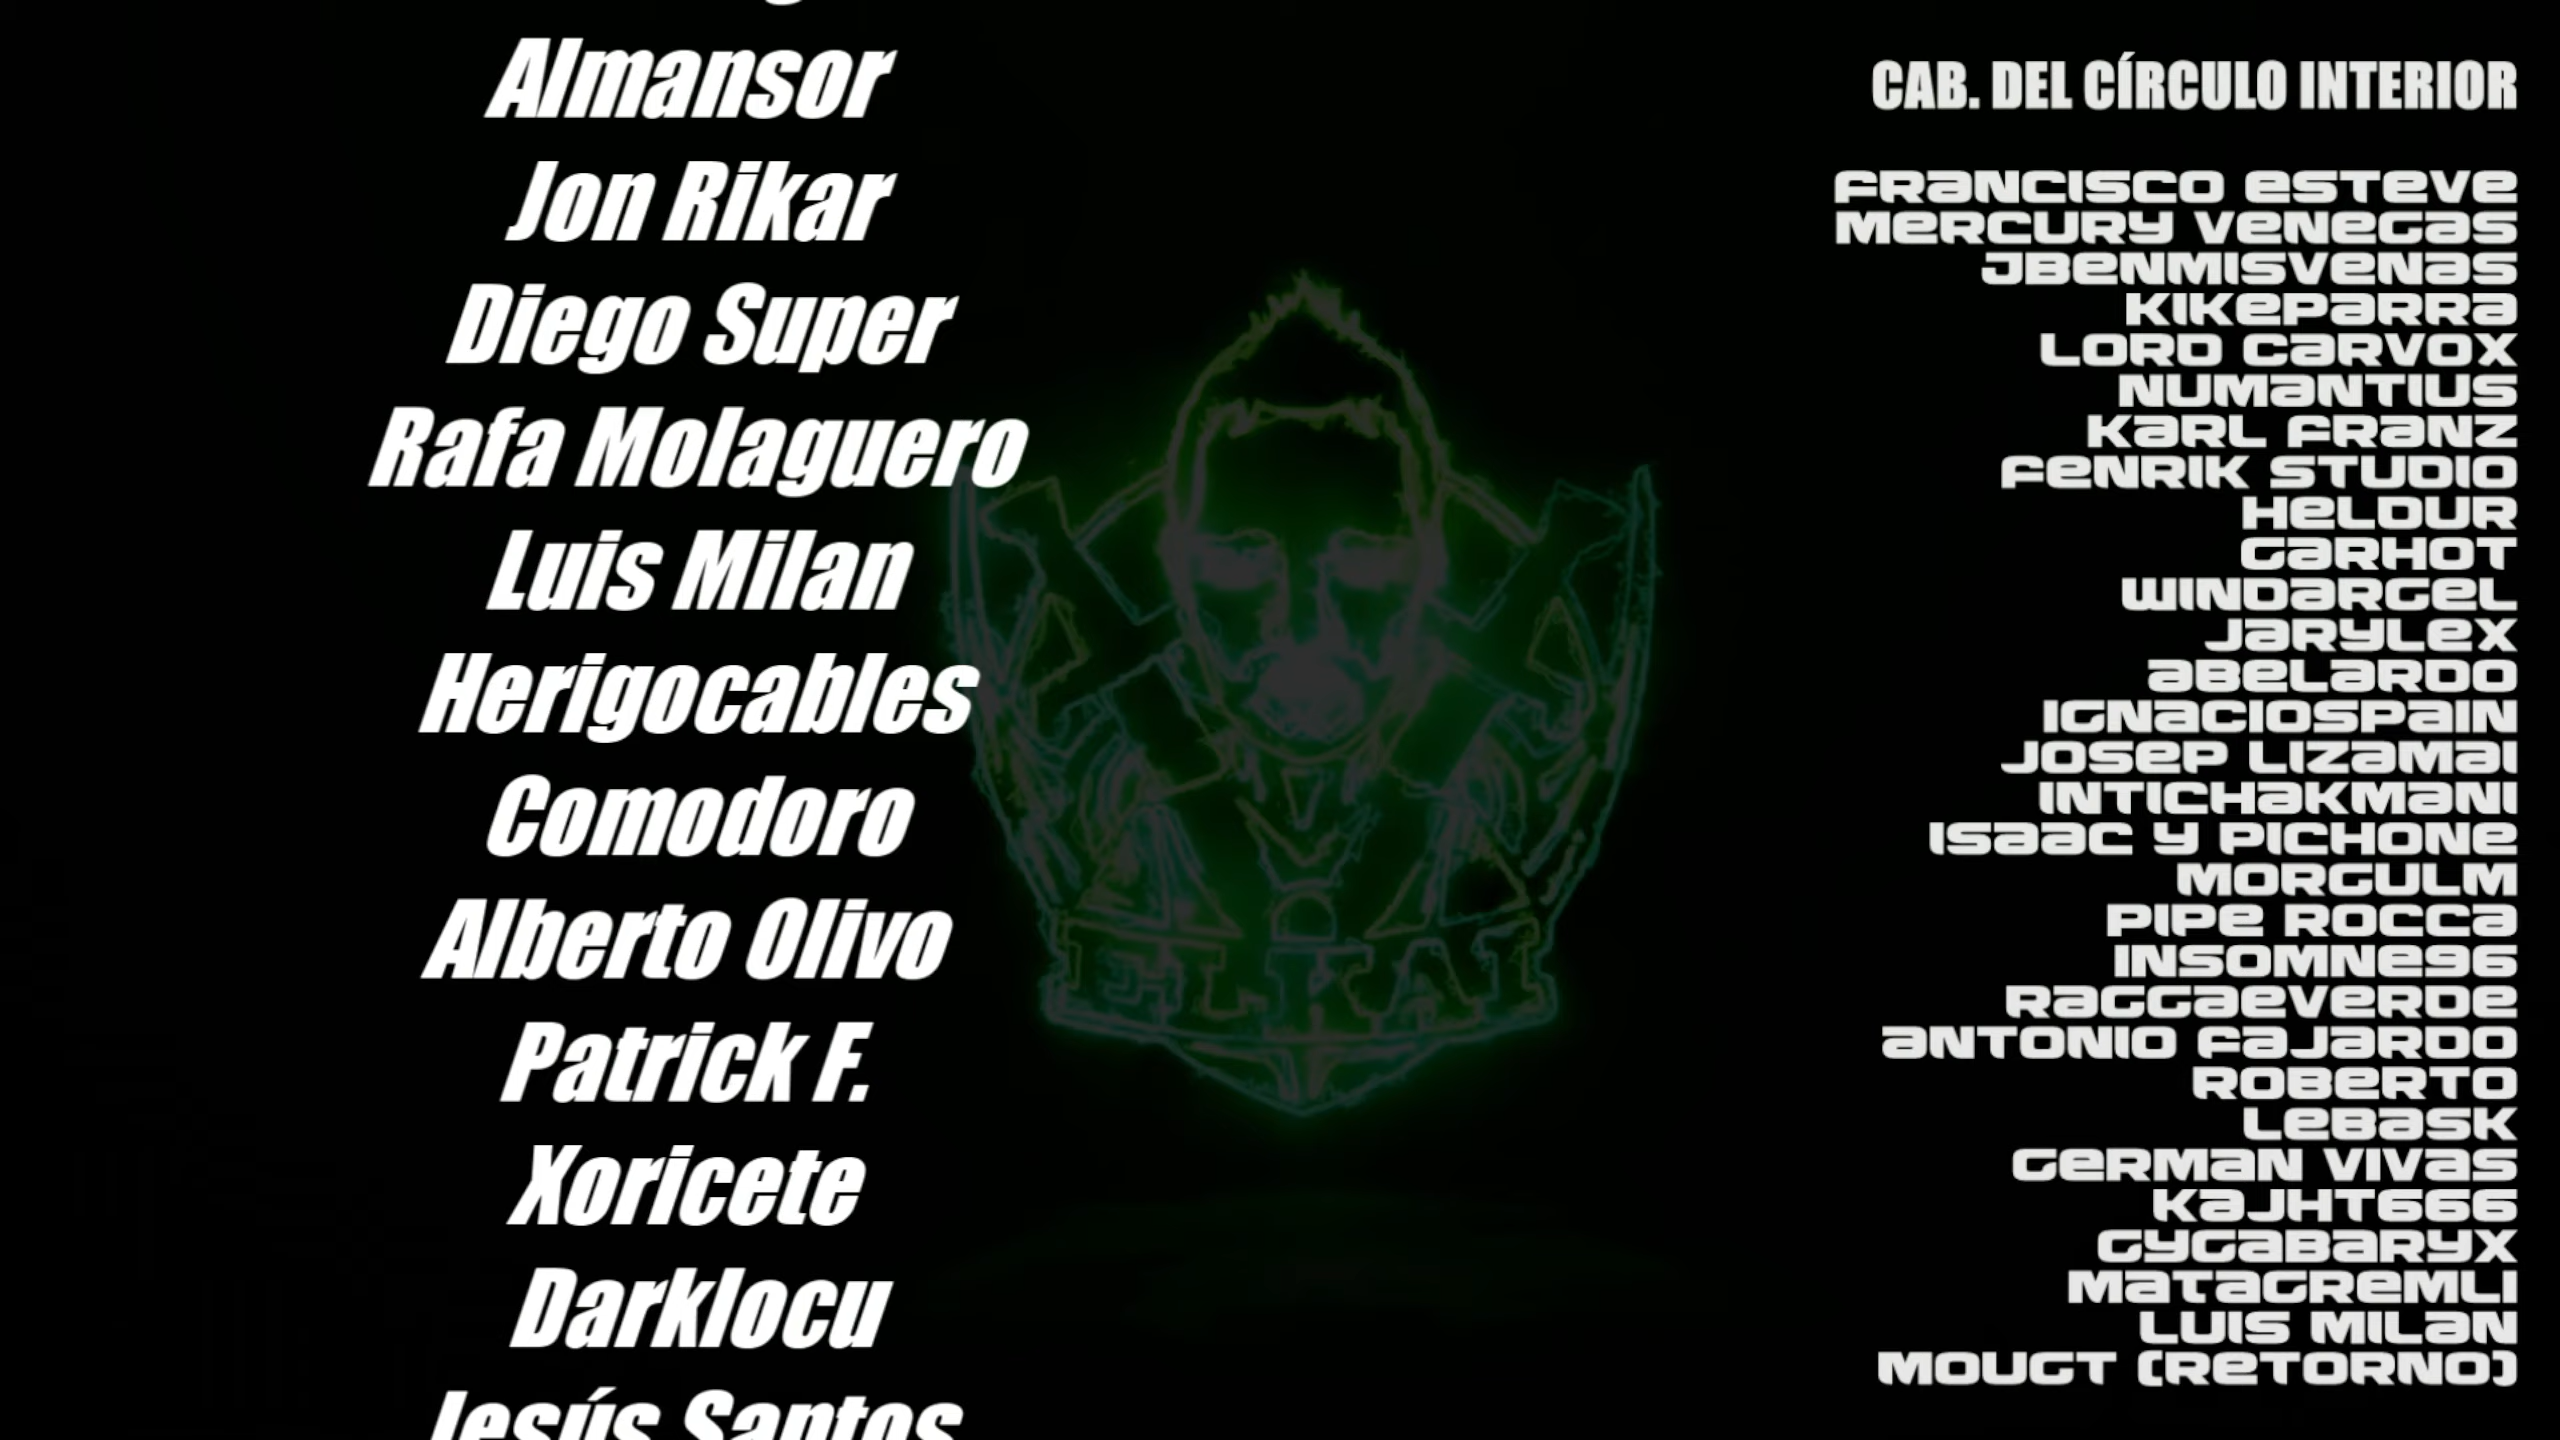 Almansor
Jon Rikar
Diego Super
Rafa Molaguero
Luis Milan
Herigocables
Comodoro
Alberto Olivo
Patrick F.
Xoricete
Darklocu
Jesús Santos
CAB. DEL CÍRCULO INTERIOR
FRANCISCO ESTEVE
MERCURY VENEGAS
JBENMISVENAS
KIKEPARRA
LORD CARVOX
NUMANTIUS
KARL FRANZ
FENRIK STUDIO
HELDUR
GARHOT
WINDARGEL
JARYLEX
ABELARDO
IGNACIOSPAIN
JOSEP LIZAMAI
INTICHAKMANI
ISAAC Y PICHONE
MORGULM
PIPE ROCCA
INSOMNE96
RAGGAEVERDE
ANTONIO FAJARDO
ROBERTO
LEBASK
GERMAN VIVAS
KAJHT666
GYGABARYX
MATAGREMLI
LUIS MILAN
MOUGT (RETORNO)